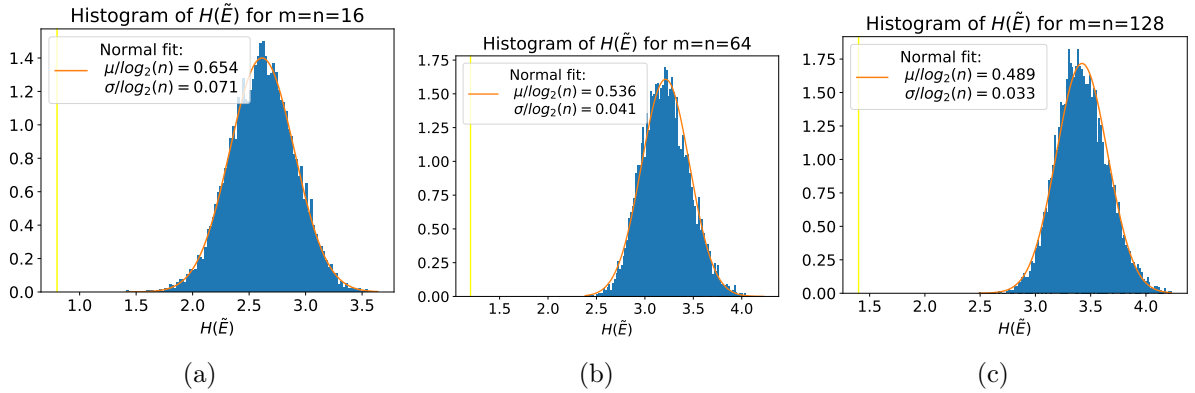 Histogram of H(Ẽ) for m=n=16
Normal fit:
μ/log₂(n) = 0.654
σ/log₂(n) = 0.071
0.0
0.2
0.4
0.6
0.8
1.0
1.2
1.4
1.0
1.5
2.0
2.5
3.0
3.5
H(Ẽ)
(a)
Histogram of H(Ẽ) for m=n=64
Normal fit:
μ/log₂(n) = 0.536
σ/log₂(n) = 0.041
0.00
0.25
0.50
0.75
1.00
1.25
1.50
1.75
1.5
2.0
2.5
3.0
3.5
4.0
H(Ẽ)
(b)
Histogram of H(Ẽ) for m=n=128
Normal fit:
μ/log₂(n) = 0.489
σ/log₂(n) = 0.033
0.00
0.25
0.50
0.75
1.00
1.25
1.50
1.75
1.5
2.0
2.5
3.0
3.5
4.0
H(Ẽ)
(c)